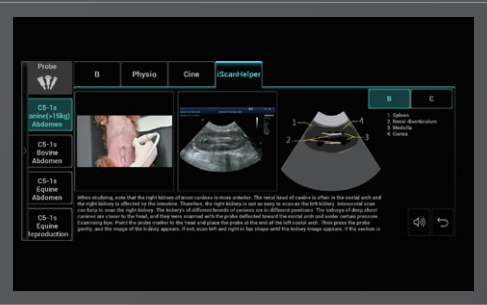 Probe
B Physio Cine iScanHelper
C5-1s
anine(>15kg)
Abdomen
C5-1s
Bovine
Abdomen
C5-1s
Equine
Abdomen
C5-1s
Equine
Reproduction
B C
1. Spleen
2. Renal diverticulum
3. Medulla
4. Cortex
1 4
2 3
When studying, note that the right kidney of most canines is more anterior. The renal head of canine is often in the costal arch and
the right kidney is affected by the intestine. Therefore, the right kidney is not as easy to scan as the left kidney. Intercostal scan
can help to scan the right kidney. The kidneys of different breeds of canines are in different positions. The kidneys of deep chest
canines are closer to the head, and they were scanned with the probe deflected toward the costal arch and under certain pressure.
Examining tips: Point the probe marker to the head and place the probe at the end of the left costal arch. Then press the probe
gently, and the image of the kidney appears. If not, scan left and right in fan shape until the kidney image appears. If the section is